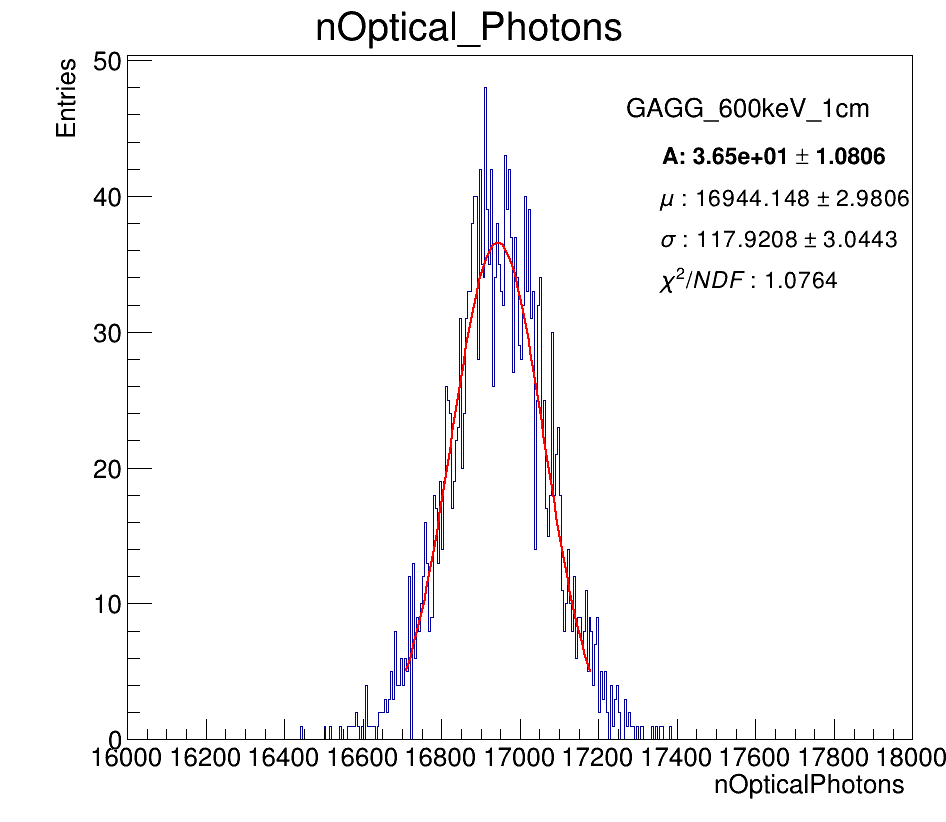 nOptical_Photons
Entries
GAGG_600keV_1cm
A: 3.65e+01 ± 1.0806
μ : 16944.148 ± 2.9806
σ : 117.9208 ± 3.0443
χ²/NDF : 1.0764
50
40
30
20
10
0
16000 16200 16400 16600 16800 17000 17200 17400 17600 17800 18000
nOpticalPhotons